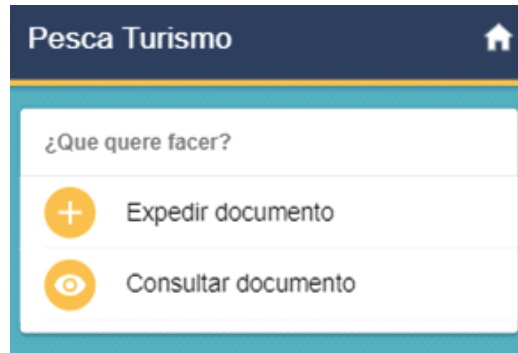 Pesca Turismo
¿Que quere facer?
Expedir documento
Consultar documento